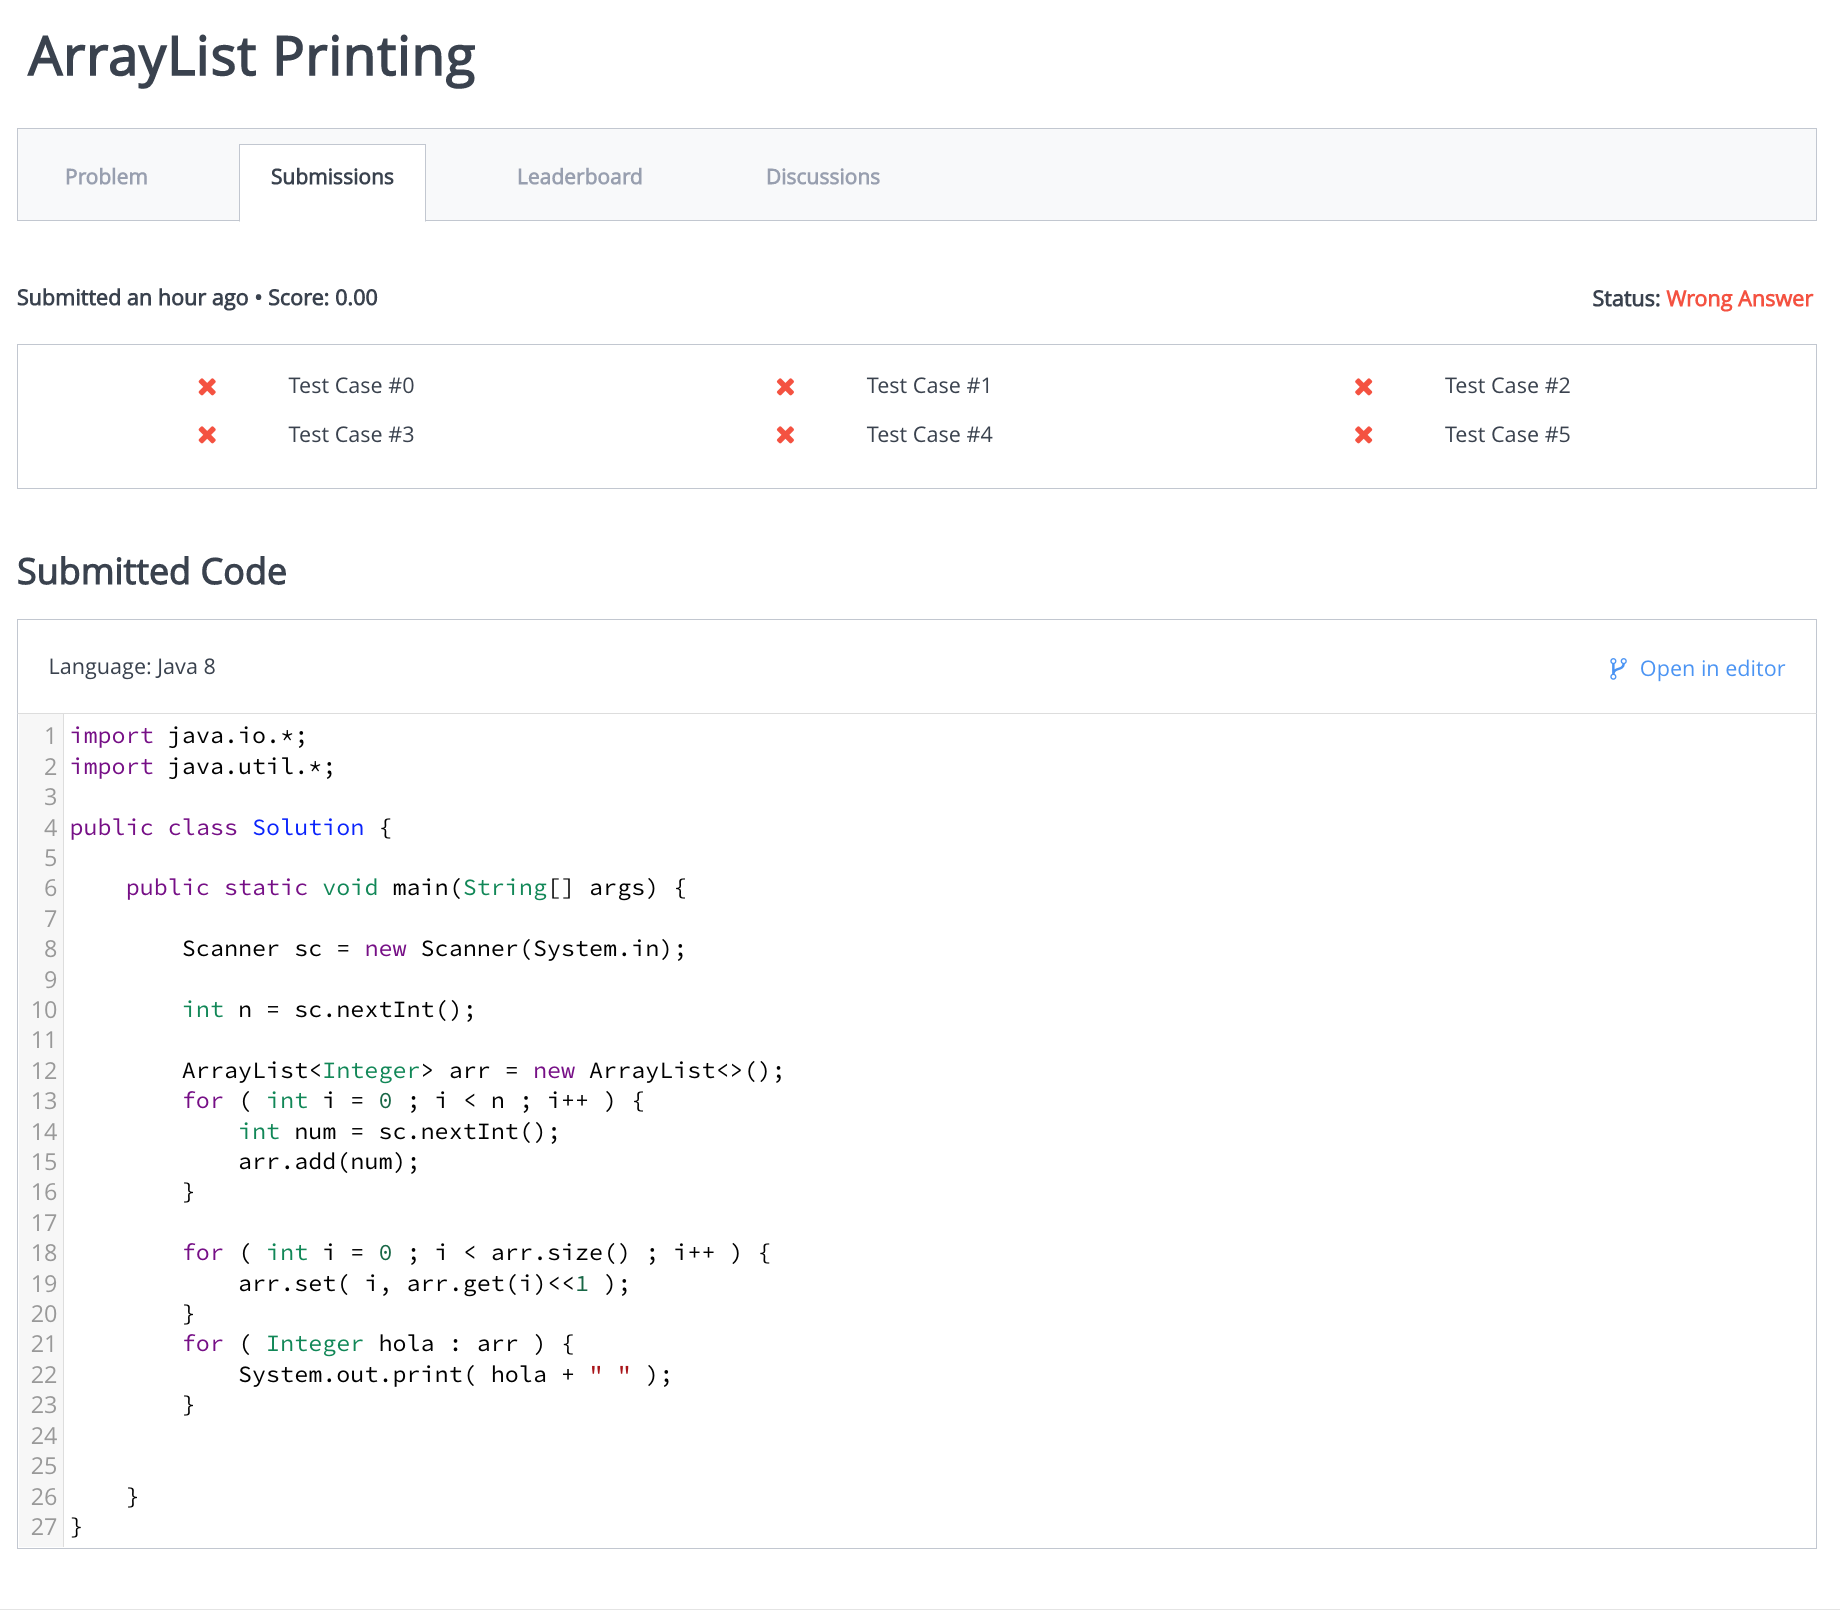 ArrayList Printing
Problem Submissions Leaderboard Discussions
Submitted an hour ago • Score: 0.00 Status: Wrong Answer
Test Case #0 Test Case #1 Test Case #2
Test Case #3 Test Case #4 Test Case #5
Submitted Code
Language: Java 8 Open in editor
1 import java.io.*;
2 import java.util.*;
3
4 public class Solution {
5
6     public static void main(String[] args) {
7
8         Scanner sc = new Scanner(System.in);
9
10         int n = sc.nextInt();
11
12         ArrayList<Integer> arr = new ArrayList<>();
13         for ( int i = 0 ; i < n ; i++ ) {
14             int num = sc.nextInt();
15             arr.add(num);
16         }
17
18         for ( int i = 0 ; i < arr.size() ; i++ ) {
19             arr.set( i, arr.get(i)<<1 );
20         }
21         for ( Integer hola : arr ) {
22             System.out.print( hola + " " );
23         }
24
25
26     }
27 }